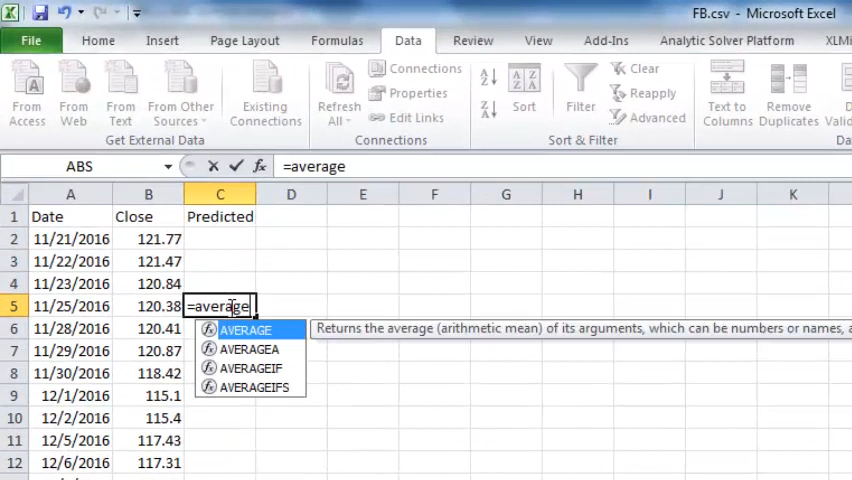 FB.csv - Microsoft Excel
File Home Insert Page Layout Formulas Data Review View Add-Ins Analytic Solver Platform XLMi
From Access
From Web
From Text
From Other Sources
Existing Connections
Get External Data
Refresh All
Connections
Properties
Edit Links
Connections
Sort
Filter
Clear
Reapply
Advanced
Sort & Filter
Text to Columns
Remove Duplicates
Valid
Da
ABS fx =average
A B C D E F G H I J K
1 Date Close Predicted
2 11/21/2016 121.77
3 11/22/2016 121.47
4 11/23/2016 120.84
5 11/25/2016 120.38 =average
6 11/28/2016 120.41
7 11/29/2016 120.87
8 11/30/2016 118.42
9 12/1/2016 115.1
10 12/2/2016 115.4
11 12/5/2016 117.43
12 12/6/2016 117.31
fx AVERAGE
Returns the average (arithmetic mean) of its arguments, which can be numbers or names, a
fx AVERAGEA
fx AVERAGEIF
fx AVERAGEIFS